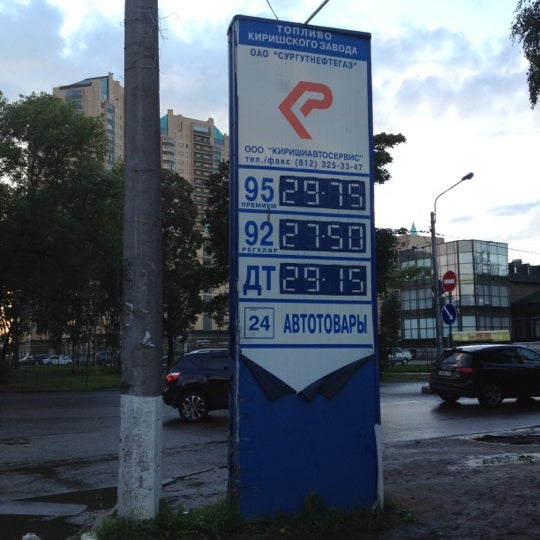 ТОПЛИВО
КИРИШСКОГО ЗАВОДА
ОАО "СУРГУТНЕФТЕГАЗ"
ООО "КИРИШИАВТОСЕРВИС"
тел./факс (812) 325-33-47
95 29:75
ПРЕМИУМ
92 27:50
РЕГУЛЯР
ДТ 29:15
24 АВТОТОВАРЫ